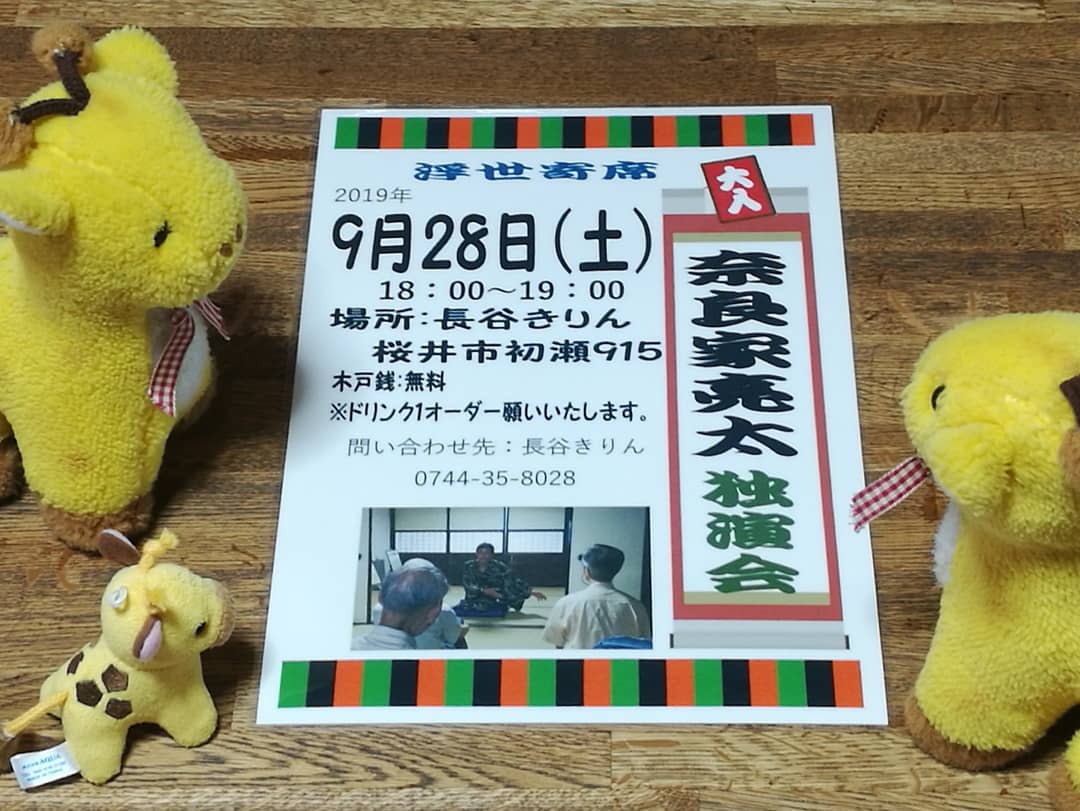 浮世寄席
2019年
9月28日(土)
18：00～19：00
場所:長谷きりん
桜井市初瀬915
木戸銭:無料
※ドリンク1オーダー願いいたします。
問い合わせ先：長谷きりん
0744-35-8028
大入
奈良家亮太
独演会
AQUA